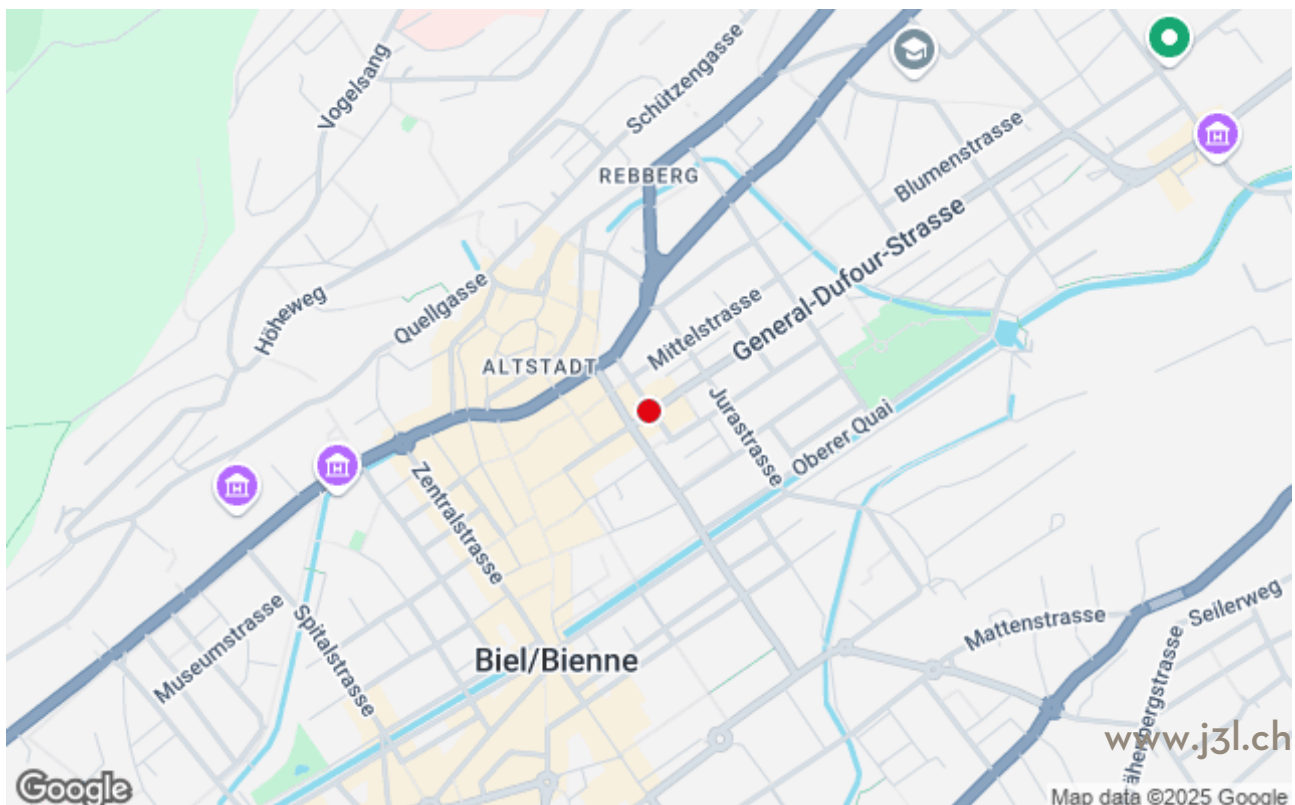 Vogelsang
Schützengasse
REBBERG
Blumenstrasse
General-Dufour-Strasse
Höheweg
Quellgasse
Mittelstrasse
ALTSTADT
Jurastrasse
Oberer Quai
Zentralstrasse
Museumstrasse
Spitalstrasse
Biel/Bienne
Mattenstrasse
Seilerweg
äherbergstrasse
www.j3l.ch
Google
Map data ©2025 Google